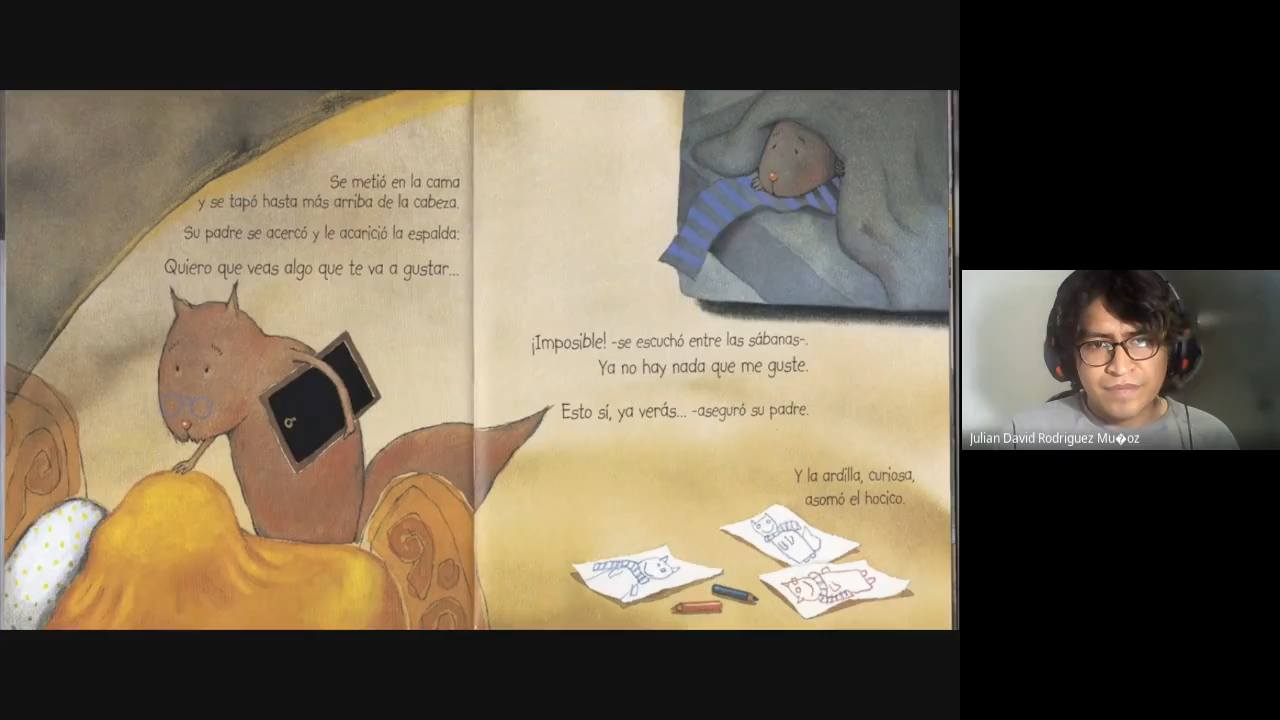 Se metió en la cama
y se tapó hasta más arriba de la cabeza.
Su padre se acercó y le acarició la espalda:
Quiero que veas algo que te va a gustar...
¡Imposible! -se escuchó entre las sábanas-.
Ya no hay nada que me guste.
Esto sí, ya verás... -aseguró su padre.
Y la ardilla, curiosa,
asomó el hocico.
Julian David Rodriguez Mu�oz